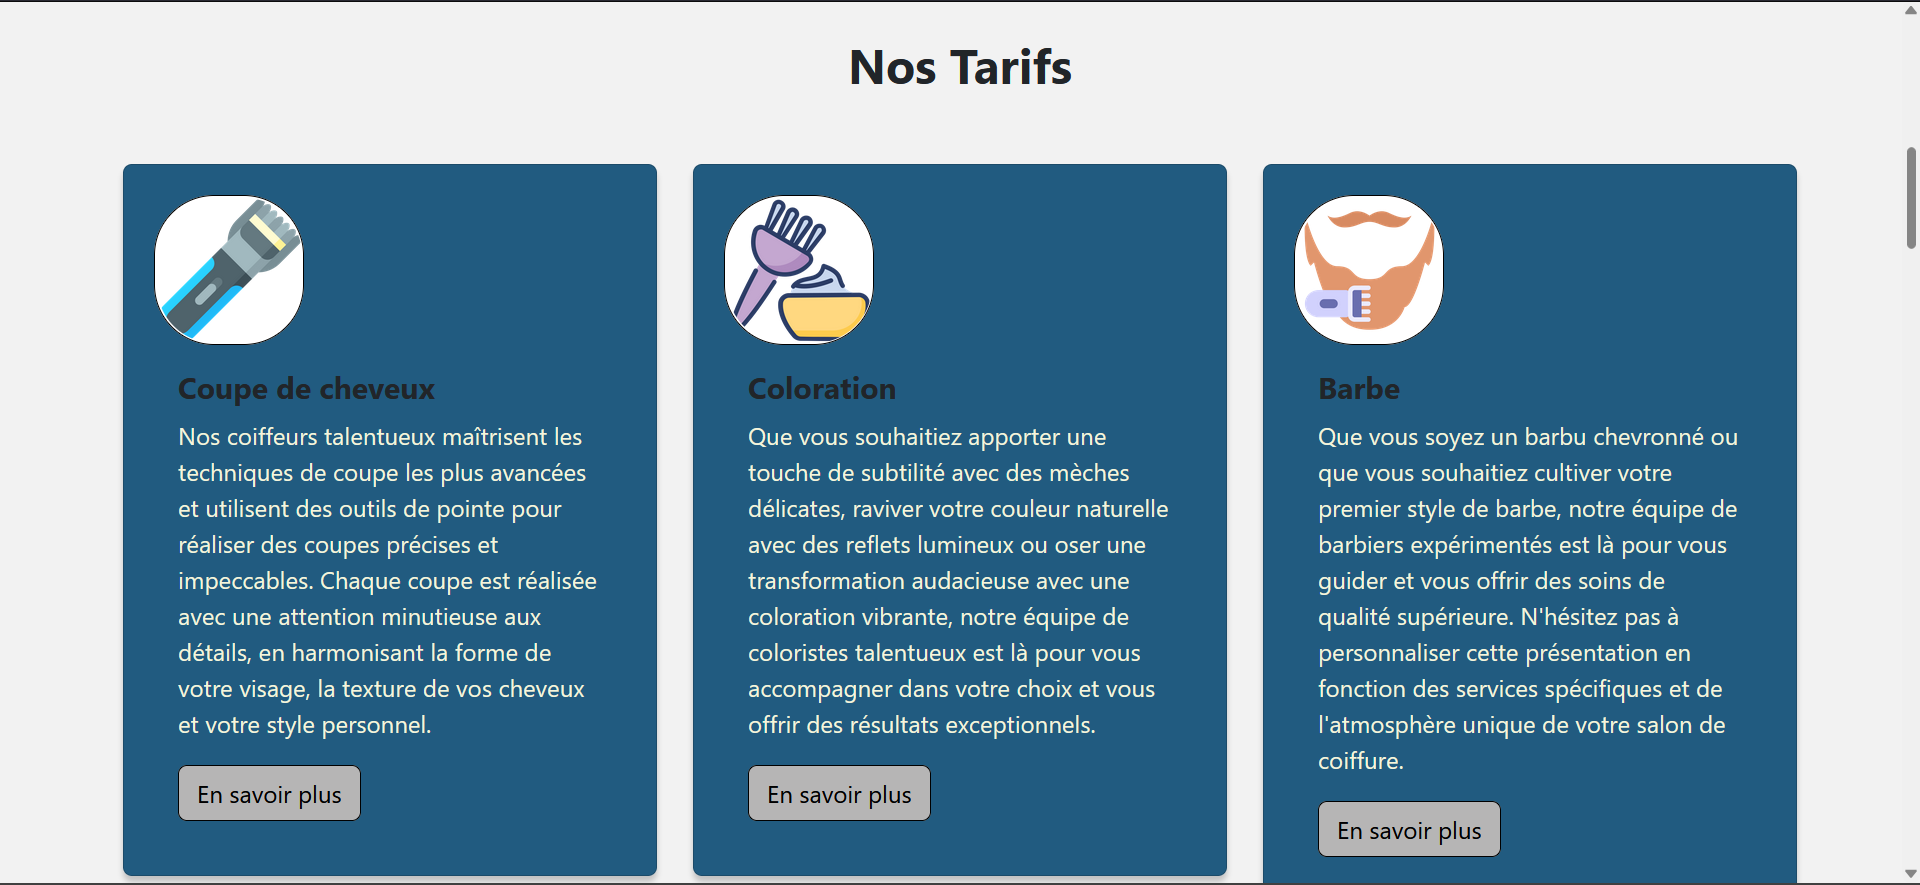 Nos Tarifs
Coupe de cheveux
Nos coiffeurs talentueux maîtrisent les
techniques de coupe les plus avancées
et utilisent des outils de pointe pour
réaliser des coupes précises et
impeccables. Chaque coupe est réalisée
avec une attention minutieuse aux
détails, en harmonisant la forme de
votre visage, la texture de vos cheveux
et votre style personnel.
En savoir plus
Coloration
Que vous souhaitiez apporter une
touche de subtilité avec des mèches
délicates, raviver votre couleur naturelle
avec des reflets lumineux ou oser une
transformation audacieuse avec une
coloration vibrante, notre équipe de
coloristes talentueux est là pour vous
accompagner dans votre choix et vous
offrir des résultats exceptionnels.
En savoir plus
Barbe
Que vous soyez un barbu chevronné ou
que vous souhaitiez cultiver votre
premier style de barbe, notre équipe de
barbiers expérimentés est là pour vous
guider et vous offrir des soins de
qualité supérieure. N'hésitez pas à
personnaliser cette présentation en
fonction des services spécifiques et de
l'atmosphère unique de votre salon de
coiffure.
En savoir plus